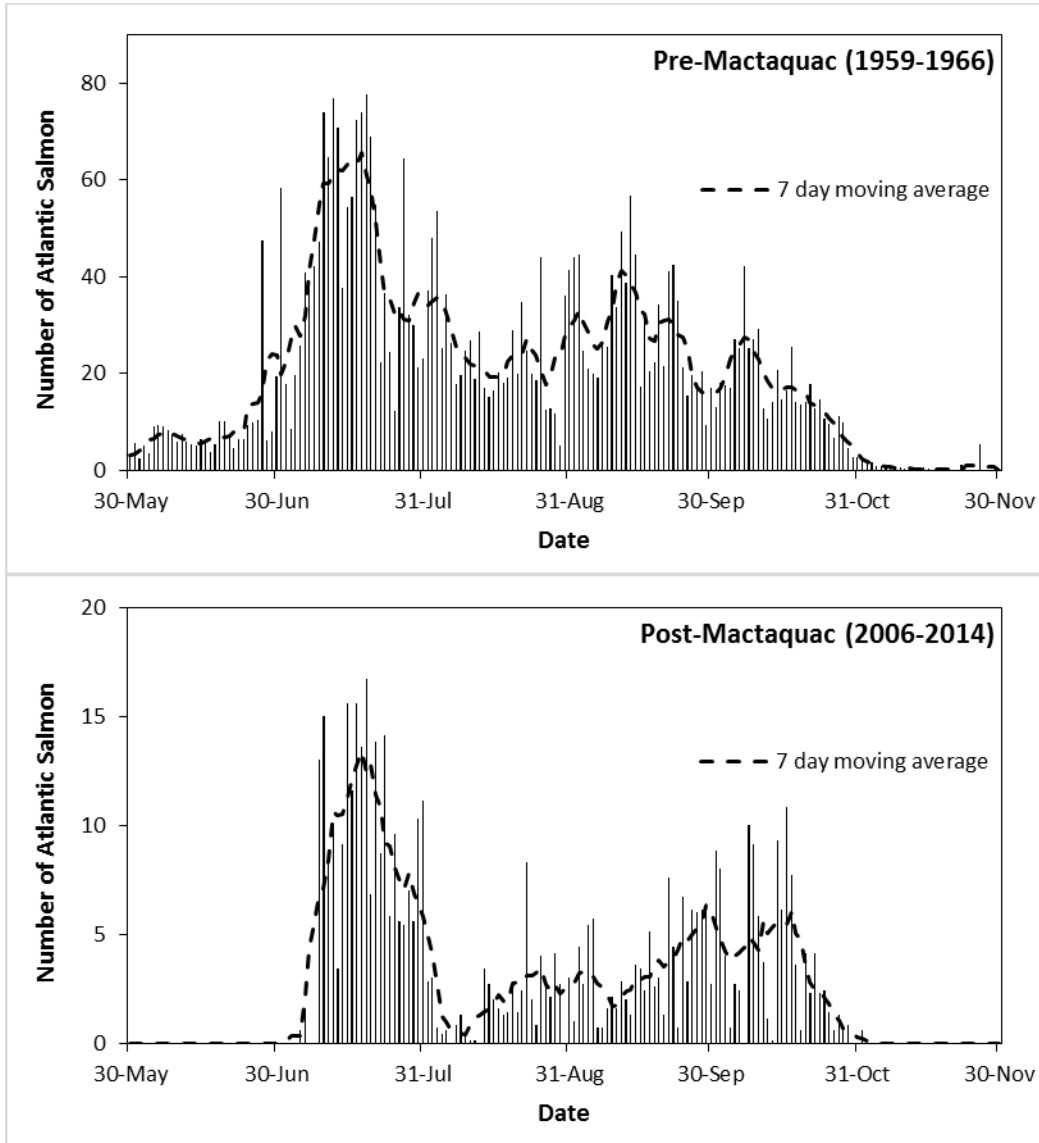 Pre-Mactaquac (1959-1966)
80
60
40
20
0
Number of Atlantic Salmon
7 day moving average
30-May 30-Jun 31-Jul 31-Aug 30-Sep 31-Oct 30-Nov
Date
Post-Mactaquac (2006-2014)
20
15
10
5
0
Number of Atlantic Salmon
7 day moving average
30-May 30-Jun 31-Jul 31-Aug 30-Sep 31-Oct 30-Nov
Date